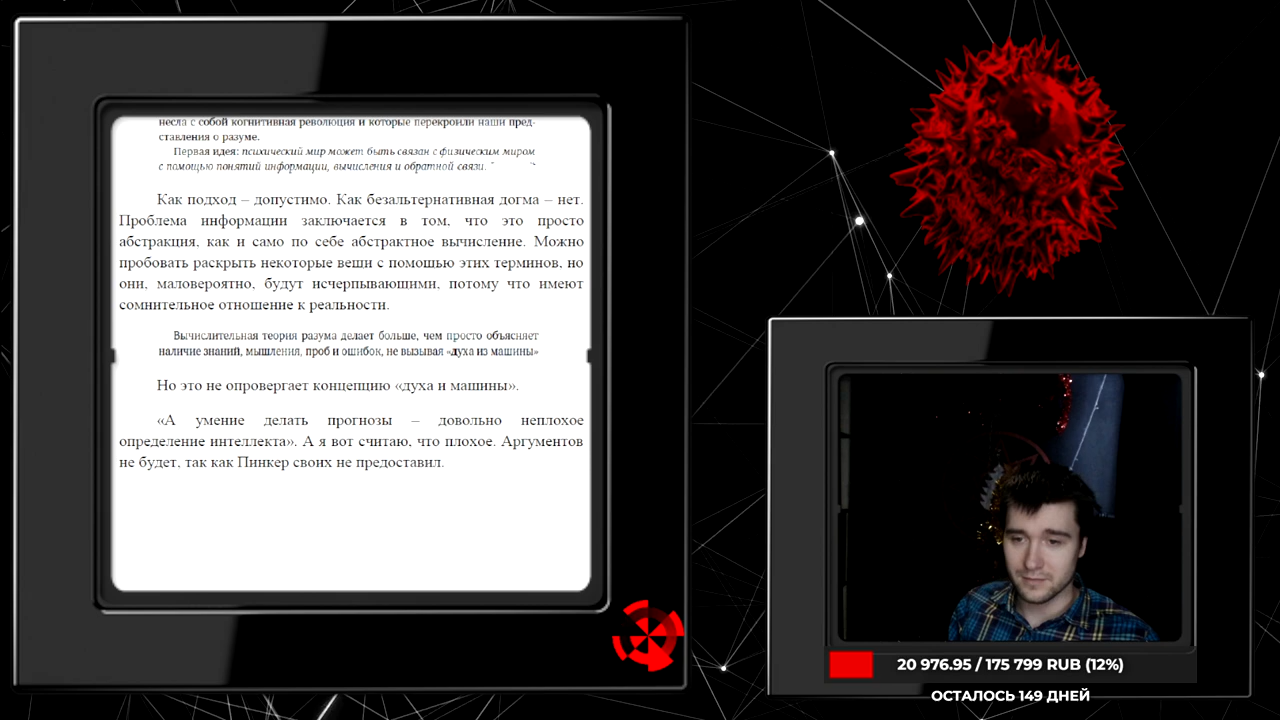 несла с собой когнитивная революция и которые перекроили наши пред-
ставления о разуме.
Первая идея: психический мир может быть связан с физическим миром
с помощью понятий информации, вычисления и обратной связи.
Как подход – допустимо. Как безальтернативная догма – нет.
Проблема информации заключается в том, что это просто
абстракция, как и само по себе абстрактное вычисление. Можно
пробовать раскрыть некоторые вещи с помощью этих терминов, но
они, маловероятно, будут исчерпывающими, потому что имеют
сомнительное отношение к реальности.
Вычислительная теория разума делает больше, чем просто объясняет
наличие знаний, мышления, проб и ошибок, не вызывая «духа из машины»
Но это не опровергает концепцию «духа и машины».
«А умение делать прогнозы – довольно неплохое
определение интеллекта». А я вот считаю, что плохое. Аргументов
не будет, так как Пинкер своих не предоставил.
20 976.95 / 175 799 RUB (12%)
ОСТАЛОСЬ 149 ДНЕЙ